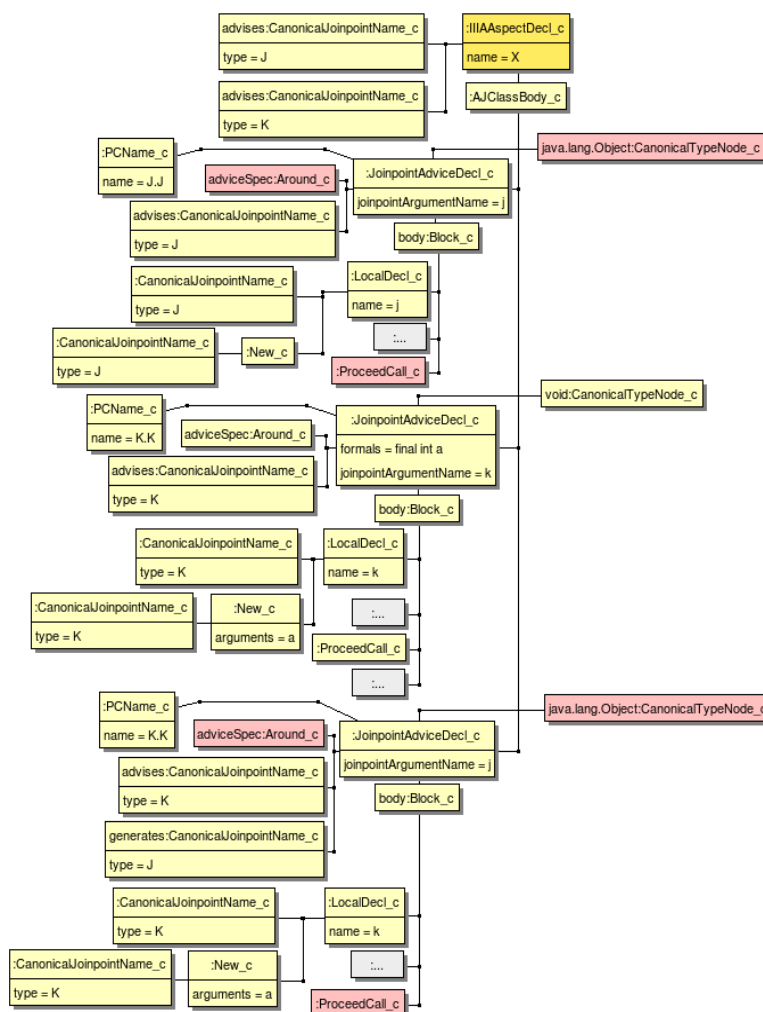 advises:CanonicalJoinpointName_c
type = J
:IIIAAspectDecl_c
name = X
advises:CanonicalJoinpointName_c
type = K
:AJClassBody_c
:PCName_c
name = J.J
java.lang.Object:CanonicalTypeNode_c
adviceSpec:Around_c
:JoinpointAdviceDecl_c
joinpointArgumentName = j
advises:CanonicalJoinpointName_c
type = J
body:Block_c
:CanonicalJoinpointName_c
type = J
:LocalDecl_c
name = j
:CanonicalJoinpointName_c
type = J
:New_c
:...
:ProceedCall_c
:PCName_c
name = K.K
void:CanonicalTypeNode_c
adviceSpec:Around_c
:JoinpointAdviceDecl_c
formals = final int a
joinpointArgumentName = k
advises:CanonicalJoinpointName_c
type = K
body:Block_c
:CanonicalJoinpointName_c
type = K
:LocalDecl_c
name = k
:CanonicalJoinpointName_c
type = K
:New_c
arguments = a
:...
:ProceedCall_c
:...
:PCName_c
name = K.K
java.lang.Object:CanonicalTypeNode_c
adviceSpec:Around_c
:JoinpointAdviceDecl_c
joinpointArgumentName = j
advises:CanonicalJoinpointName_c
type = K
body:Block_c
generates:CanonicalJoinpointName_c
type = J
:CanonicalJoinpointName_c
type = K
:LocalDecl_c
name = k
:CanonicalJoinpointName_c
type = K
:New_c
arguments = a
:...
:ProceedCall_c